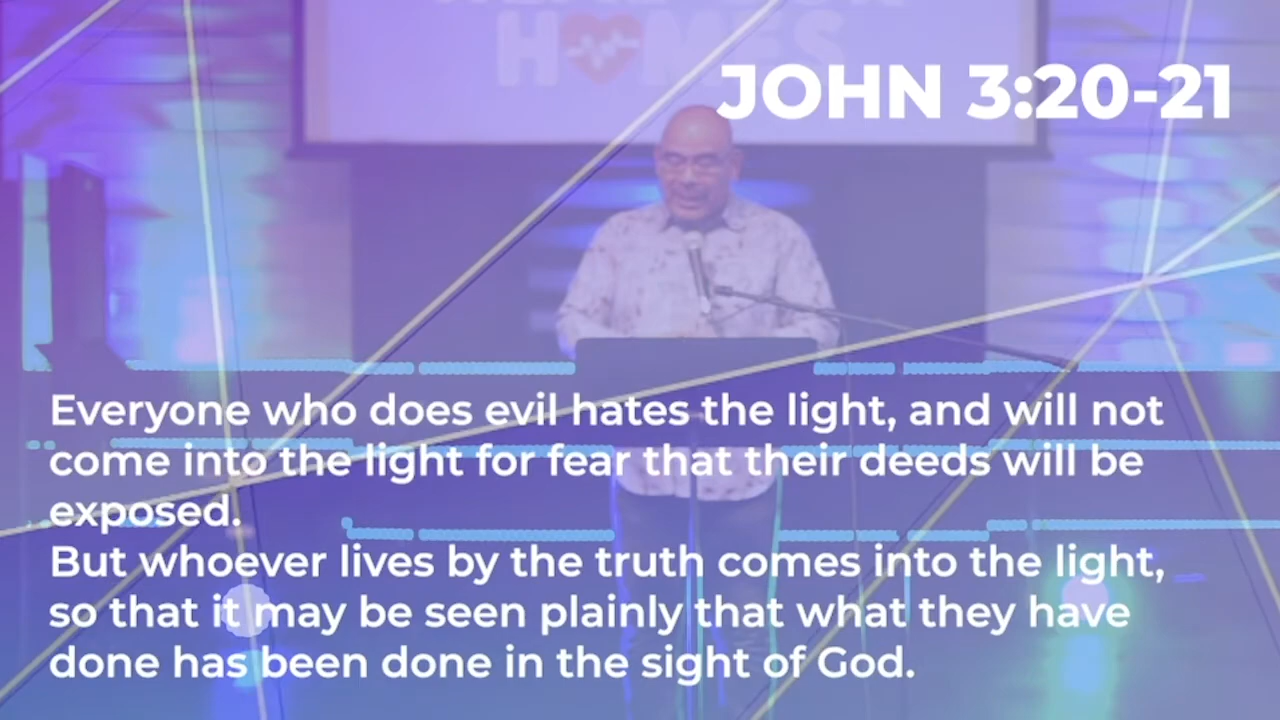 HOMES
JOHN 3:20-21
Everyone who does evil hates the light, and will not
come into the light for fear that their deeds will be
exposed.
But whoever lives by the truth comes into the light,
so that it may be seen plainly that what they have
done has been done in the sight of God.